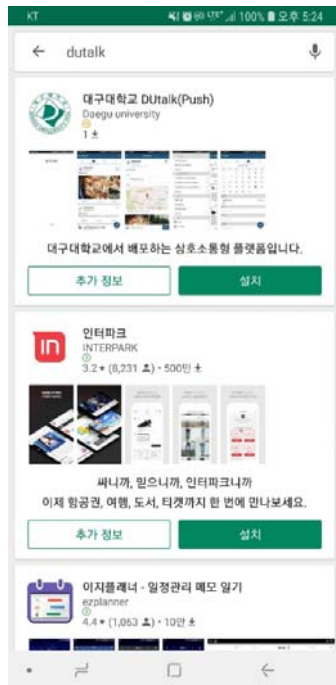 KT 100% 오후 5:24
dutalk
대구대학교 DUtalk(Push)
Daegu university
1
대구대학교에서 배포하는 상호소통형 플랫폼입니다.
추가 정보 설치
인터파크
INTERPARK
3.2★ (8,231) • 500만
싸니까, 믿으니까, 인터파크니까
이제 항공권, 여행, 도서, 티켓까지 한 번에 만나보세요.
추가 정보 설치
이지플래너 - 일정관리 메모 일기
ezplanner
4.4★ (1,063) • 10만